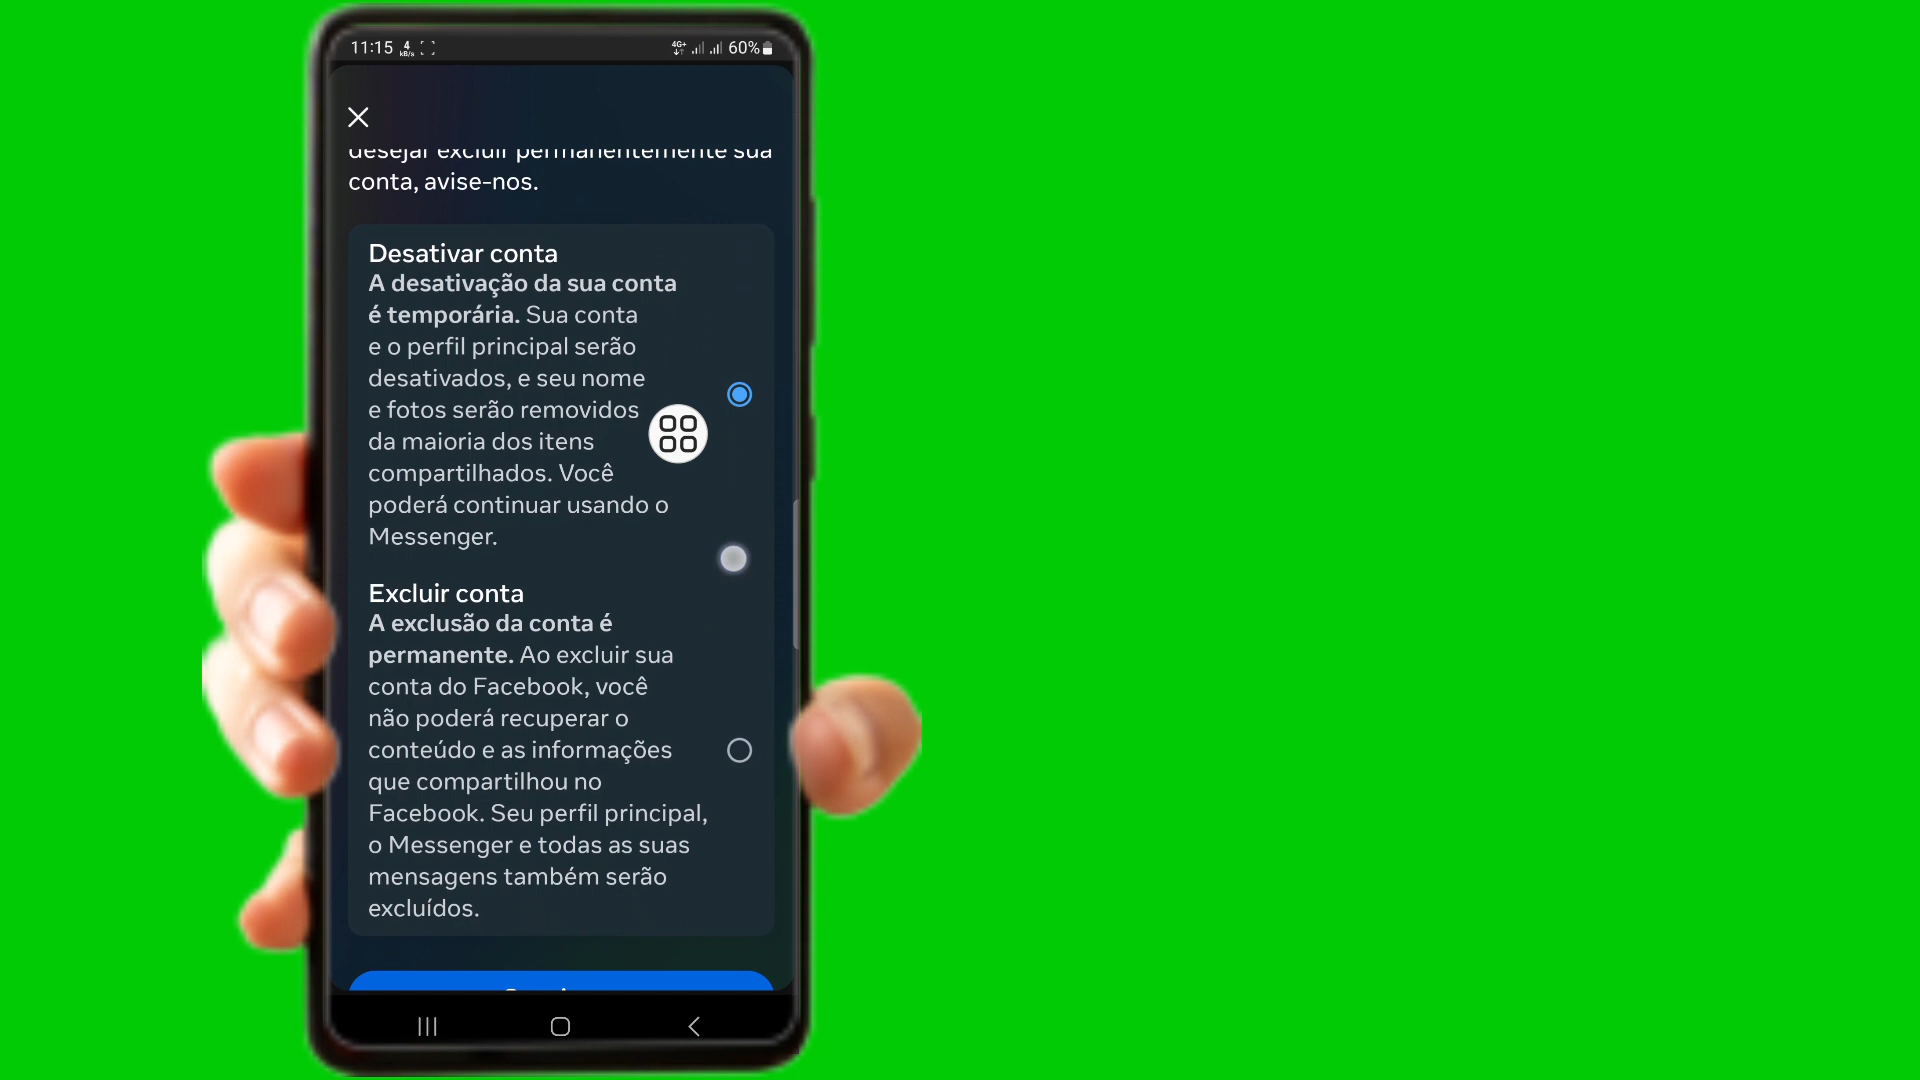 11:15 4 kB/s 4G+ 60%
desejar excluir permanentemente sua
conta, avise-nos.
Desativar conta
A desativação da sua conta
é temporária. Sua conta
e o perfil principal serão
desativados, e seu nome
e fotos serão removidos
da maioria dos itens
compartilhados. Você
poderá continuar usando o
Messenger.
Excluir conta
A exclusão da conta é
permanente. Ao excluir sua
conta do Facebook, você
não poderá recuperar o
conteúdo e as informações
que compartilhou no
Facebook. Seu perfil principal,
o Messenger e todas as suas
mensagens também serão
excluídos.